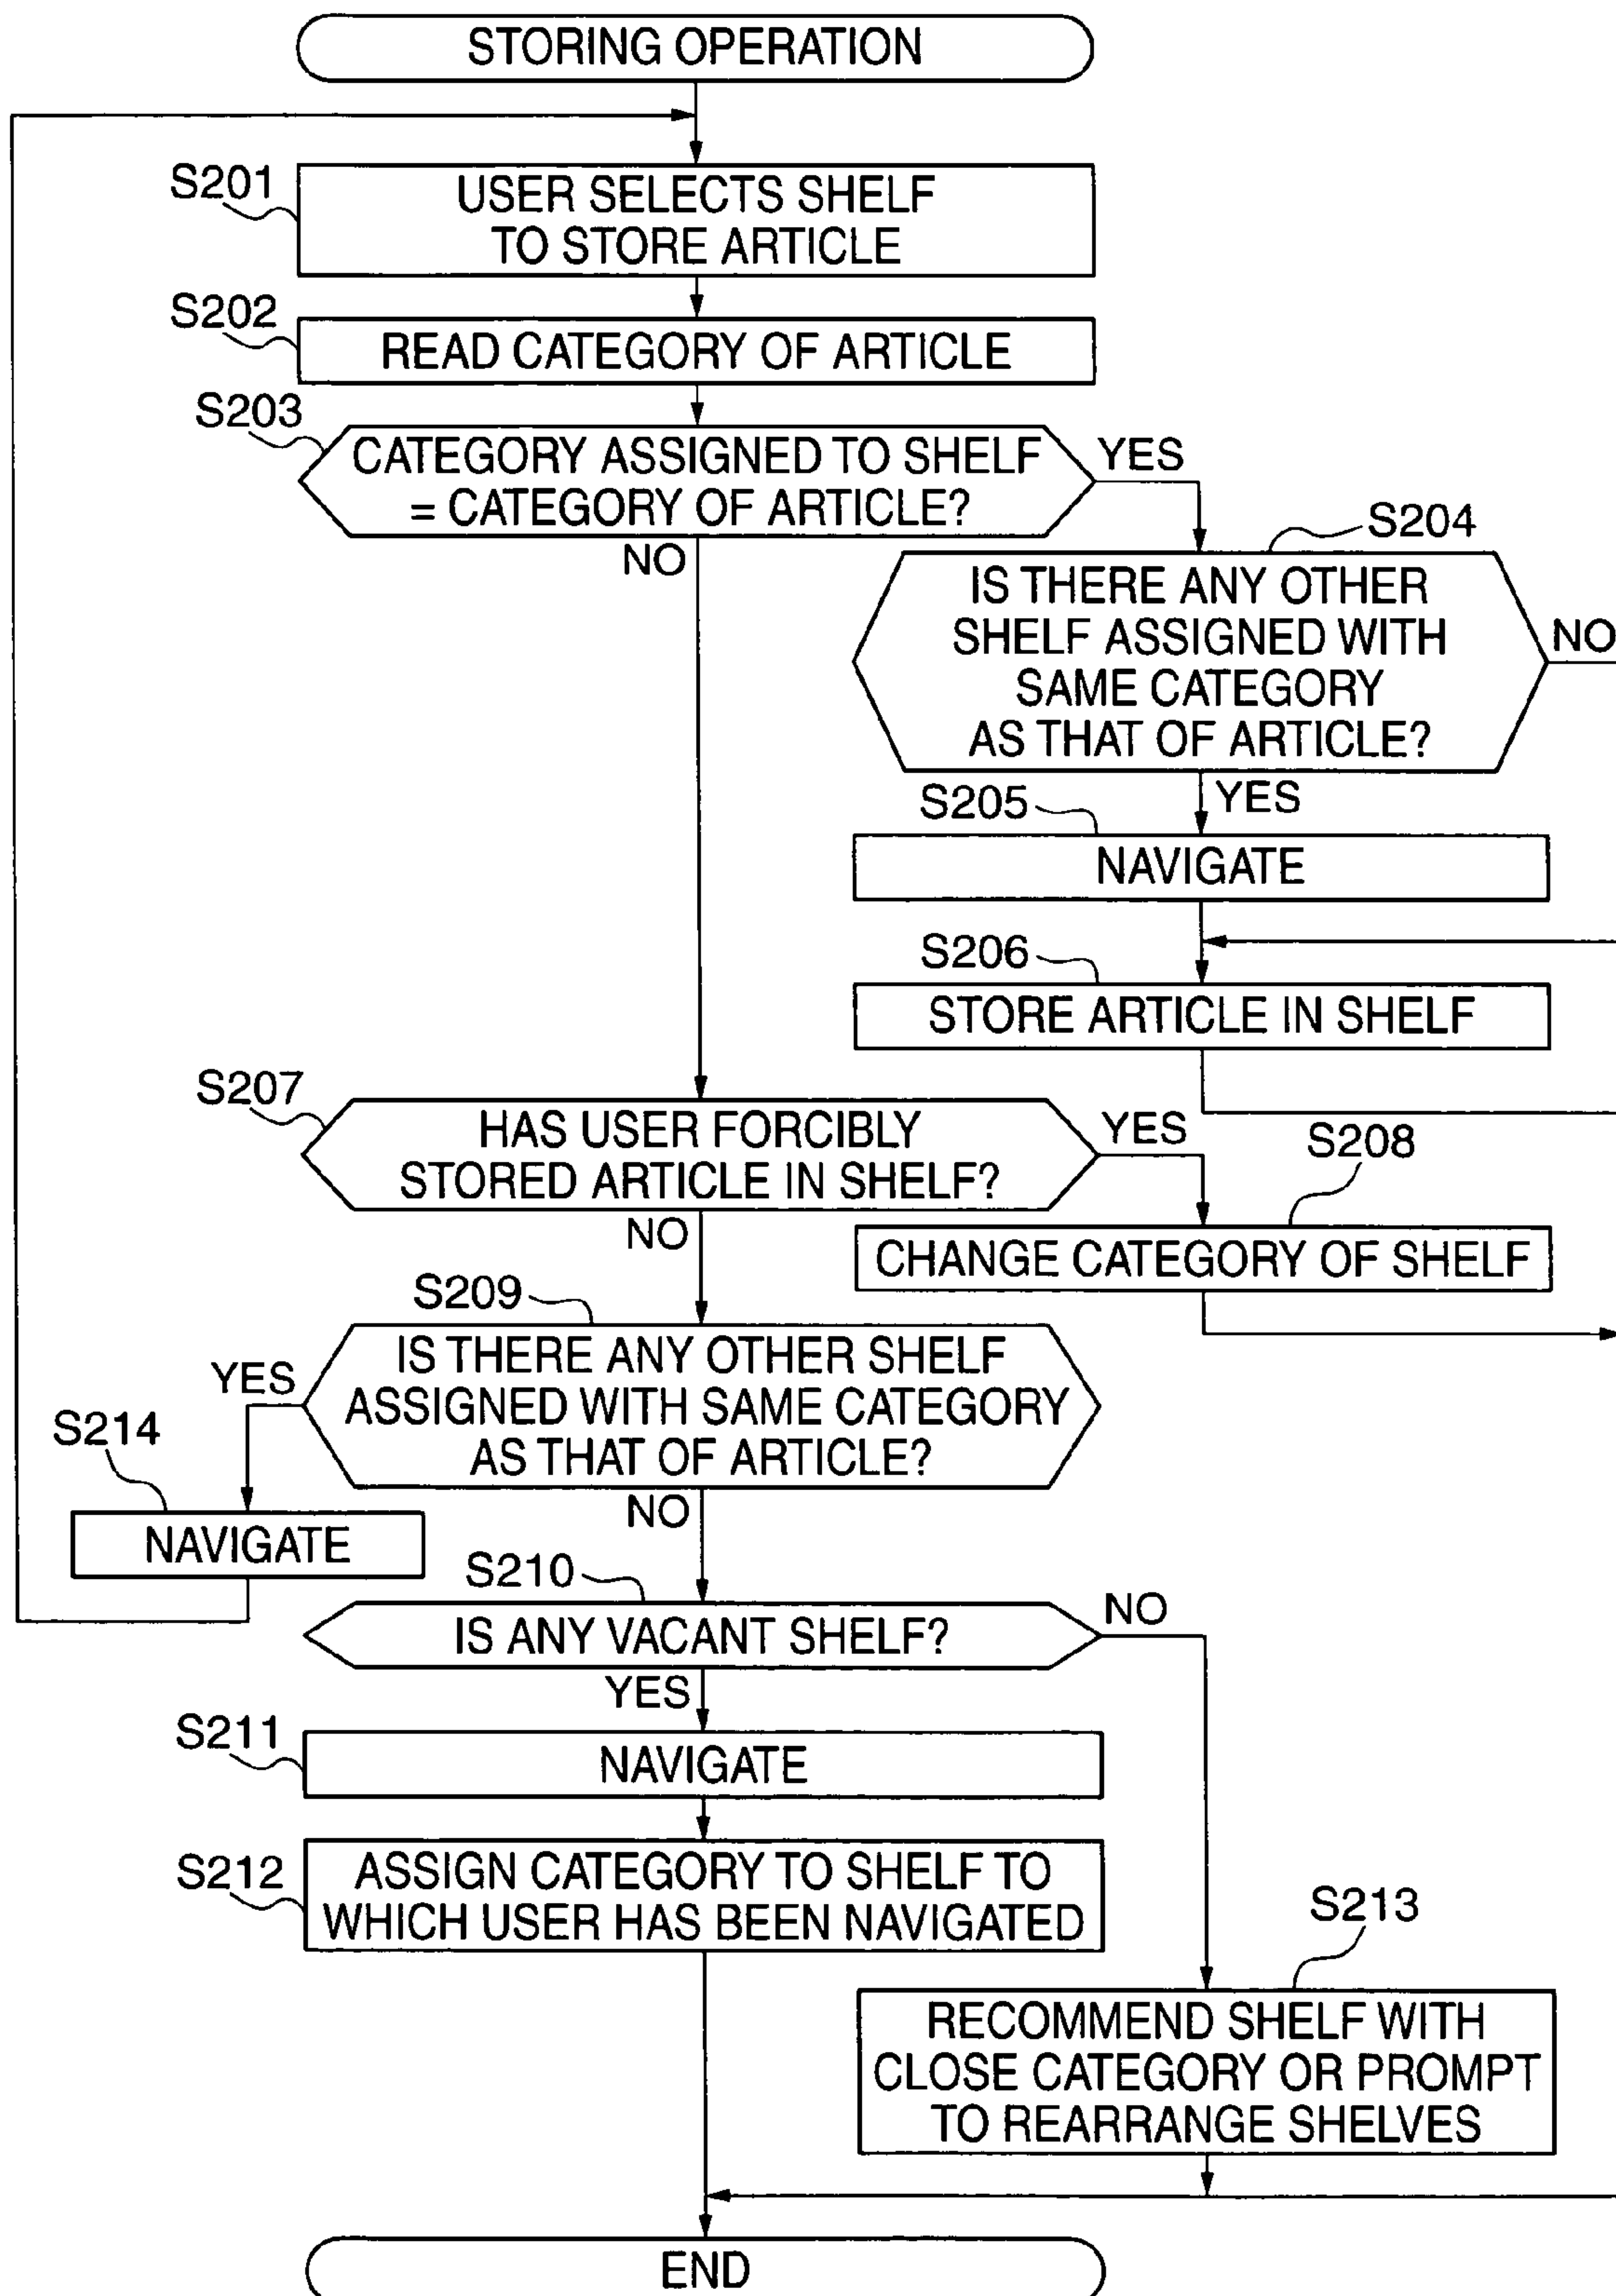 STORING OPERATION
S201
USER SELECTS SHELF
TO STORE ARTICLE
S202
READ CATEGORY OF ARTICLE
S203
CATEGORY ASSIGNED TO SHELF
= CATEGORY OF ARTICLE?
YES
NO
S204
IS THERE ANY OTHER
SHELF ASSIGNED WITH
SAME CATEGORY
AS THAT OF ARTICLE?
NO
YES
S205
NAVIGATE
S206
STORE ARTICLE IN SHELF
S207
HAS USER FORCIBLY
STORED ARTICLE IN SHELF?
YES
NO
S208
CHANGE CATEGORY OF SHELF
S209
IS THERE ANY OTHER SHELF
ASSIGNED WITH SAME CATEGORY
AS THAT OF ARTICLE?
YES
NO
S214
NAVIGATE
S210
IS ANY VACANT SHELF?
NO
YES
S211
NAVIGATE
S212
ASSIGN CATEGORY TO SHELF TO
WHICH USER HAS BEEN NAVIGATED
S213
RECOMMEND SHELF WITH
CLOSE CATEGORY OR PROMPT
TO REARRANGE SHELVES
END